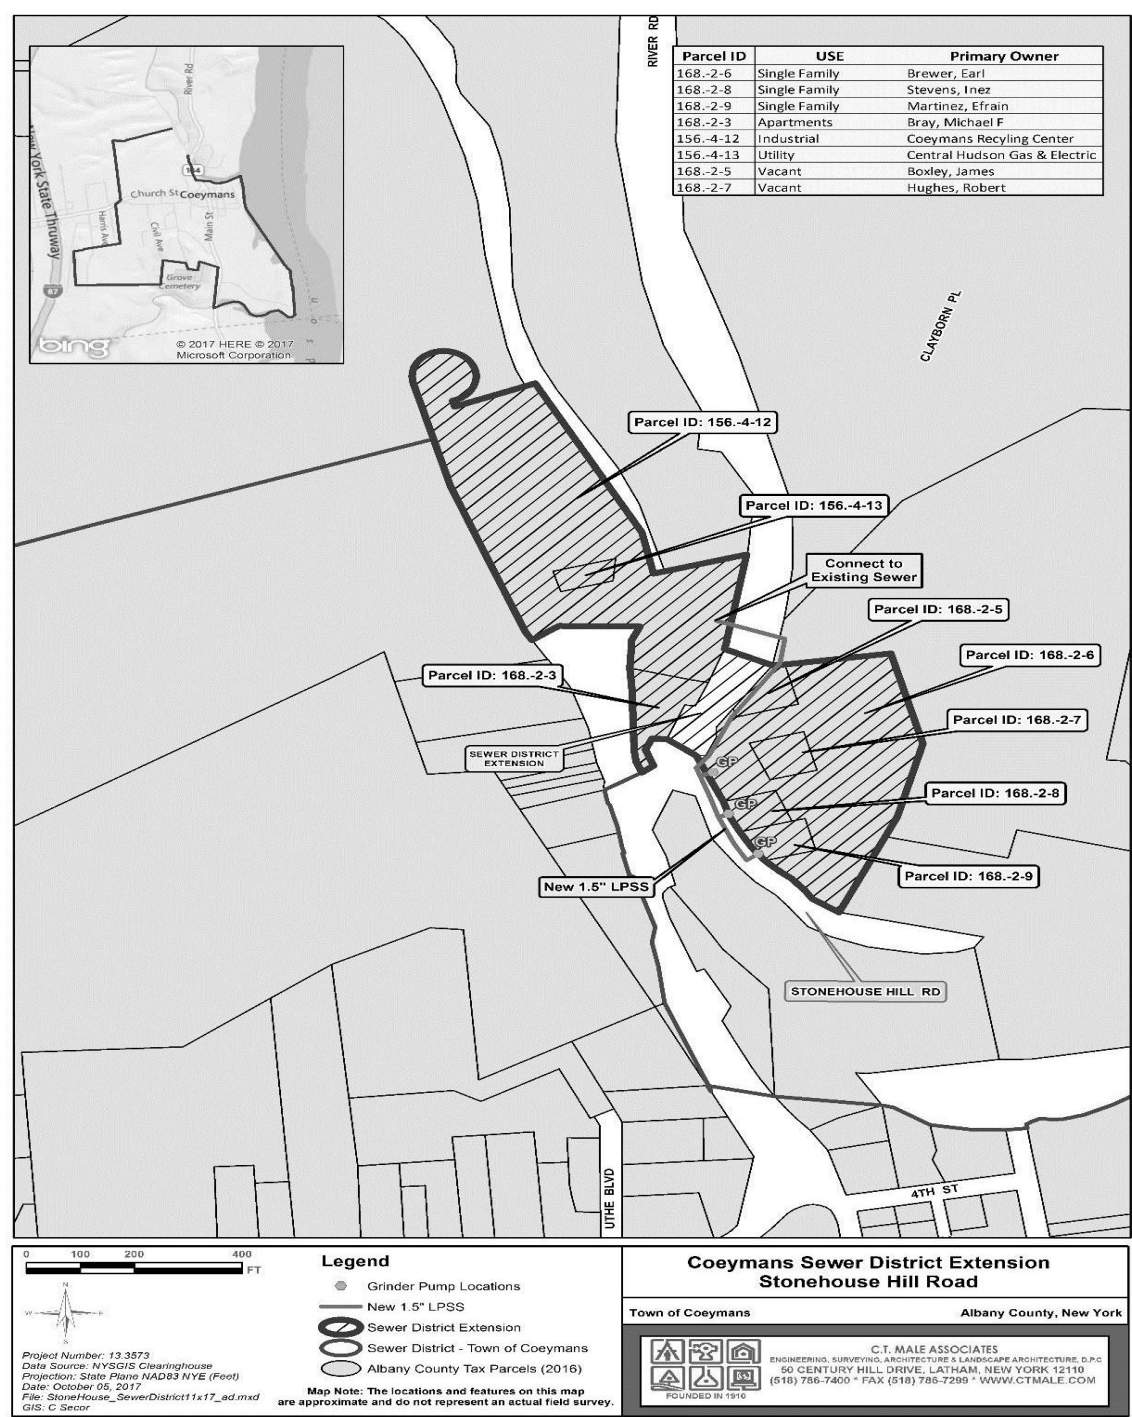 RIVER RD
Parcel ID USE Primary Owner
168.-2-6 Single Family Brewer, Earl
168.-2-8 Single Family Stevens, Inez
168.-2-9 Single Family Martinez, Efrain
168.-2-3 Apartments Bray, Michael F
156.-4-12 Industrial Coeymans Recyling Center
156.-4-13 Utility Central Hudson Gas & Electric
168.-2-5 Vacant Boxley, James
168.-2-7 Vacant Hughes, Robert
River Rd
New York State Thruway
Church St Coeymans
Harris Ave
Civil Ave
Main St
Grove
Cemetery
87
bing
© 2017 HERE © 2017
Microsoft Corporation
CLAYBORN PL
Parcel ID: 156.-4-12
Parcel ID: 156.-4-13
Connect to
Existing Sewer
Parcel ID: 168.-2-5
Parcel ID: 168.-2-6
Parcel ID: 168.-2-3
Parcel ID: 168.-2-7
SEWER DISTRICT
EXTENSION
GP
Parcel ID: 168.-2-8
GP
GP
Parcel ID: 168.-2-9
New 1.5" LPSS
STONEHOUSE HILL RD
UTHE BLVD
4TH ST
0 100 200 400
FT
N
W E
S
Project Number: 13.3573
Data Source: NYSGIS Clearinghouse
Projection: State Plane NAD83 NYE (Feet)
Date: October 05, 2017
File: StoneHouse_SewerDistrict11x17_ad.mxd
GIS: C Secor
Legend
Grinder Pump Locations
New 1.5" LPSS
Sewer District Extension
Sewer District - Town of Coeymans
Albany County Tax Parcels (2016)
Map Note: The locations and features on this map
are approximate and do not represent an actual field survey.
Coeymans Sewer District Extension
Stonehouse Hill Road
Town of Coeymans Albany County, New York
C.T. MALE ASSOCIATES
ENGINEERING, SURVEYING, ARCHITECTURE & LANDSCAPE ARCHITECTURE, D.P.C
50 CENTURY HILL DRIVE, LATHAM, NEW YORK 12110
(518) 786-7400 * FAX (518) 786-7299 * WWW.CTMALE.COM
FOUNDED IN 1910